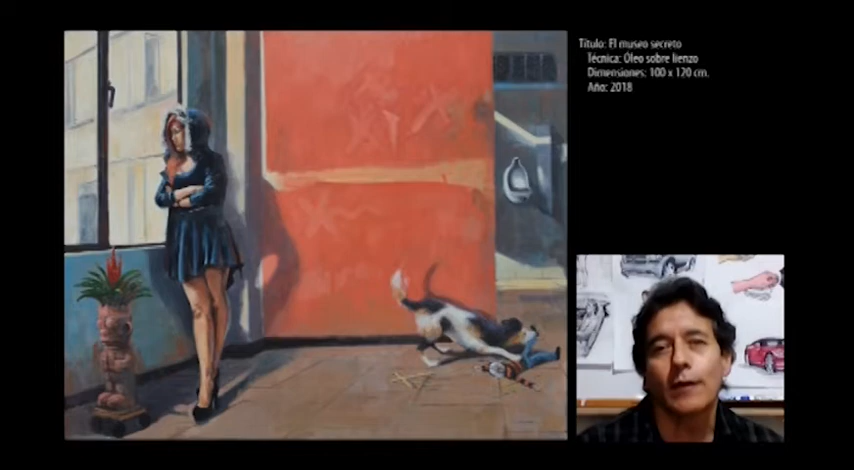 Título: El museo secreto
Técnica: Óleo sobre lienzo
Dimensiones: 100 x 120 cm.
Año: 2018